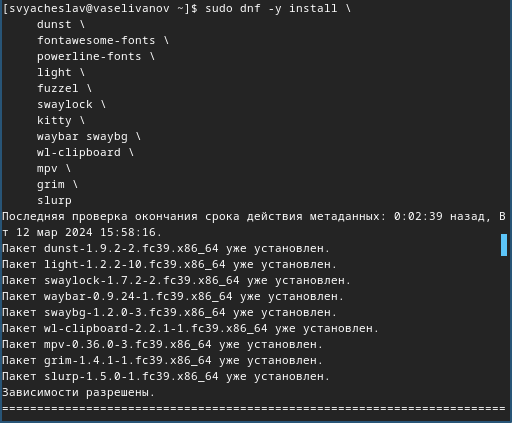 [svyacheslav@vaselivanov ~]$ sudo dnf -y install \
dunst \
fontawesome-fonts \
powerline-fonts \
light \
fuzzel \
swaylock \
kitty \
waybar swaybg \
wl-clipboard \
mpv \
grim \
slurp
Последняя проверка окончания срока действия метаданных: 0:02:39 назад, В
т 12 мар 2024 15:58:16.
Пакет dunst-1.9.2-2.fc39.x86_64 уже установлен.
Пакет light-1.2.2-10.fc39.x86_64 уже установлен.
Пакет swaylock-1.7.2-2.fc39.x86_64 уже установлен.
Пакет waybar-0.9.24-1.fc39.x86_64 уже установлен.
Пакет swaybg-1.2.0-3.fc39.x86_64 уже установлен.
Пакет wl-clipboard-2.2.1-1.fc39.x86_64 уже установлен.
Пакет mpv-0.36.0-3.fc39.x86_64 уже установлен.
Пакет grim-1.4.1-1.fc39.x86_64 уже установлен.
Пакет slurp-1.5.0-1.fc39.x86_64 уже установлен.
Зависимости разрешены.
========================================================================